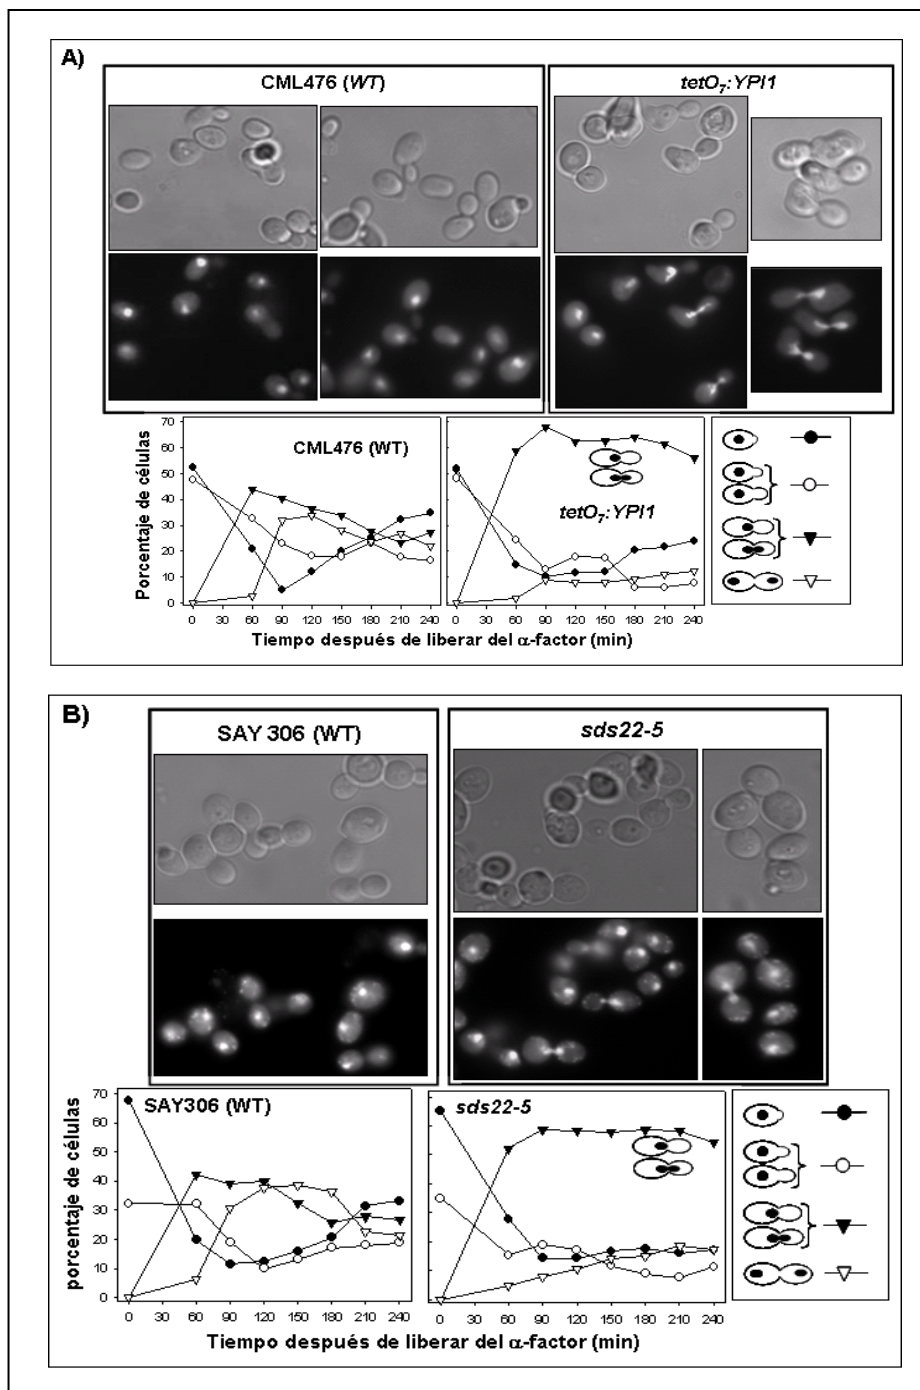 A)
CML476 (WT)
tetO7:YPI1
Porcentaje de células
70
60
50
40
30
20
10
0
CML476 (WT)
tetO7:YPI1
0 30 60 90 120 150 180 210 240
0 30 60 90 120 150 180 210 240
Tiempo después de liberar del α-factor (min)
B)
SAY 306 (WT)
sds22-5
porcentaje de células
70
60
50
40
30
20
10
0
SAY306 (WT)
sds22-5
0 30 60 90 120 150 180 210 240
0 30 60 90 120 150 180 210 240
Tiempo después de liberar del α-factor (min)